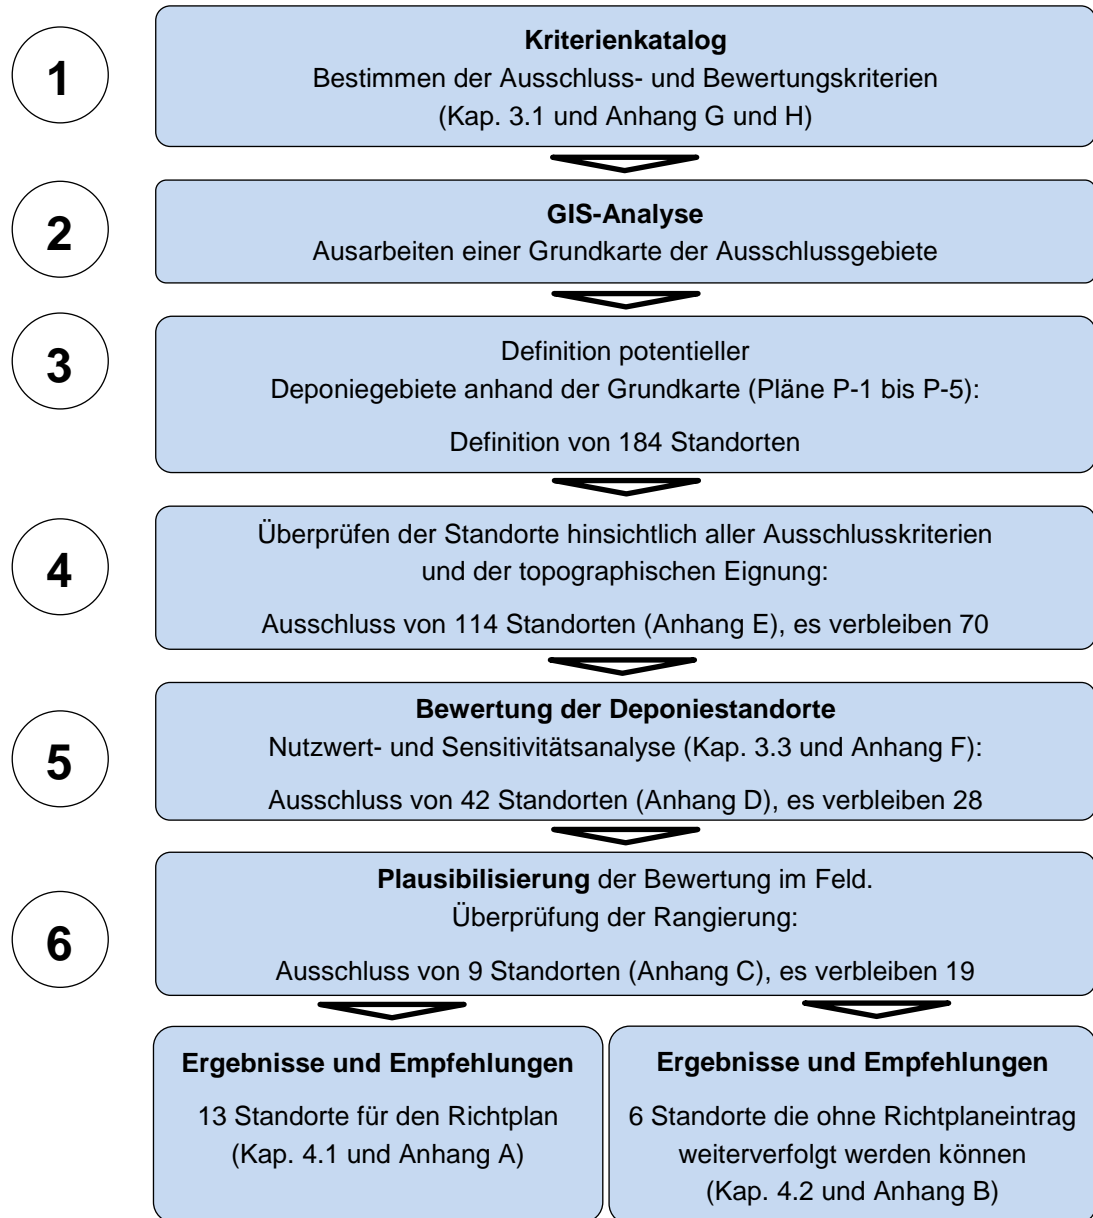 1
Kriterienkatalog
Bestimmen der Ausschluss- und Bewertungskriterien
(Kap. 3.1 und Anhang G und H)
2
GIS-Analyse
Ausarbeiten einer Grundkarte der Ausschlussgebiete
3
Definition potentieller
Deponiegebiete anhand der Grundkarte (Pläne P-1 bis P-5):
Definition von 184 Standorten
4
Überprüfen der Standorte hinsichtlich aller Ausschlusskriterien
und der topographischen Eignung:
Ausschluss von 114 Standorten (Anhang E), es verbleiben 70
5
Bewertung der Deponiestandorte
Nutzwert- und Sensitivitätsanalyse (Kap. 3.3 und Anhang F):
Ausschluss von 42 Standorten (Anhang D), es verbleiben 28
6
Plausibilisierung der Bewertung im Feld.
Überprüfung der Rangierung:
Ausschluss von 9 Standorten (Anhang C), es verbleiben 19
Ergebnisse und Empfehlungen
13 Standorte für den Richtplan
(Kap. 4.1 und Anhang A)
Ergebnisse und Empfehlungen
6 Standorte die ohne Richtplaneintrag
weiterverfolgt werden können
(Kap. 4.2 und Anhang B)